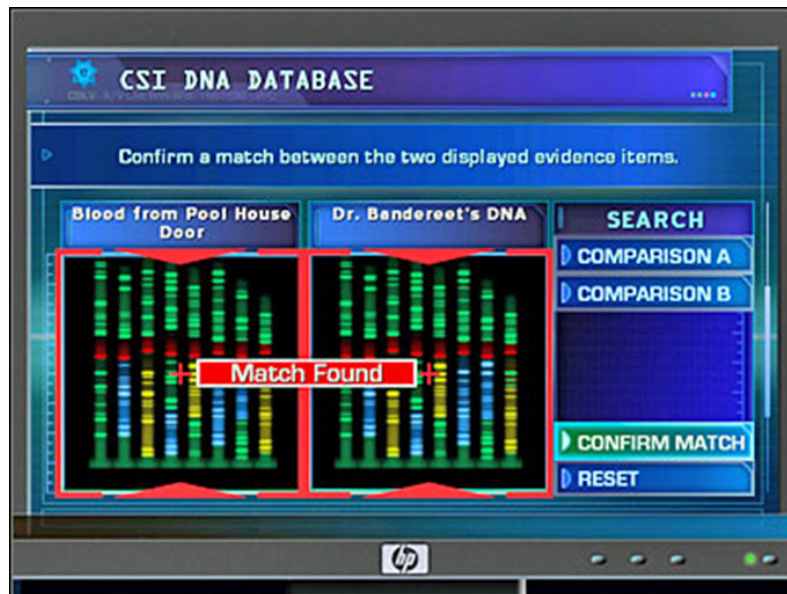 CSI DNA DATABASE
Confirm a match between the two displayed evidence items.
Blood from Pool House
Door
Dr. Bandereet's DNA
SEARCH
COMPARISON A
COMPARISON B
Match Found
CONFIRM MATCH
RESET
hp